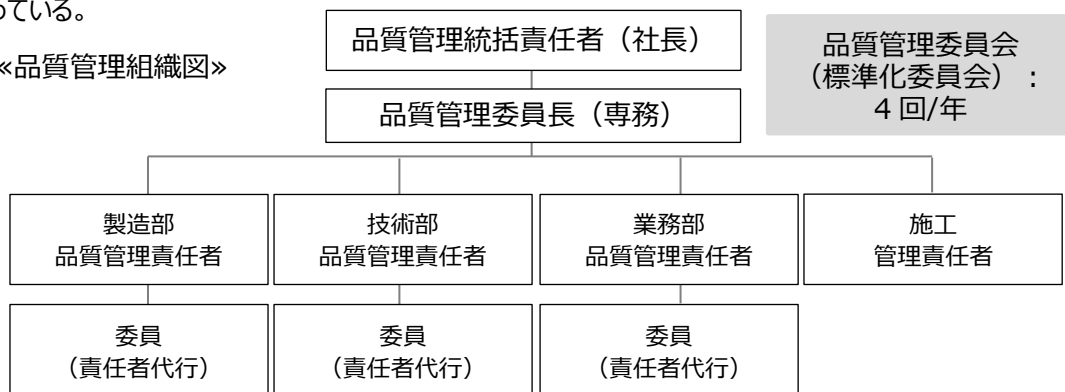 っている。
≪品質管理組織図≫
品質管理統括責任者（社長）
品質管理委員会
（標準化委員会）：
４回/年
品質管理委員長（専務）
製造部
品質管理責任者
技術部
品質管理責任者
業務部
品質管理責任者
施工
管理責任者
委員
（責任者代行）
委員
（責任者代行）
委員
（責任者代行）